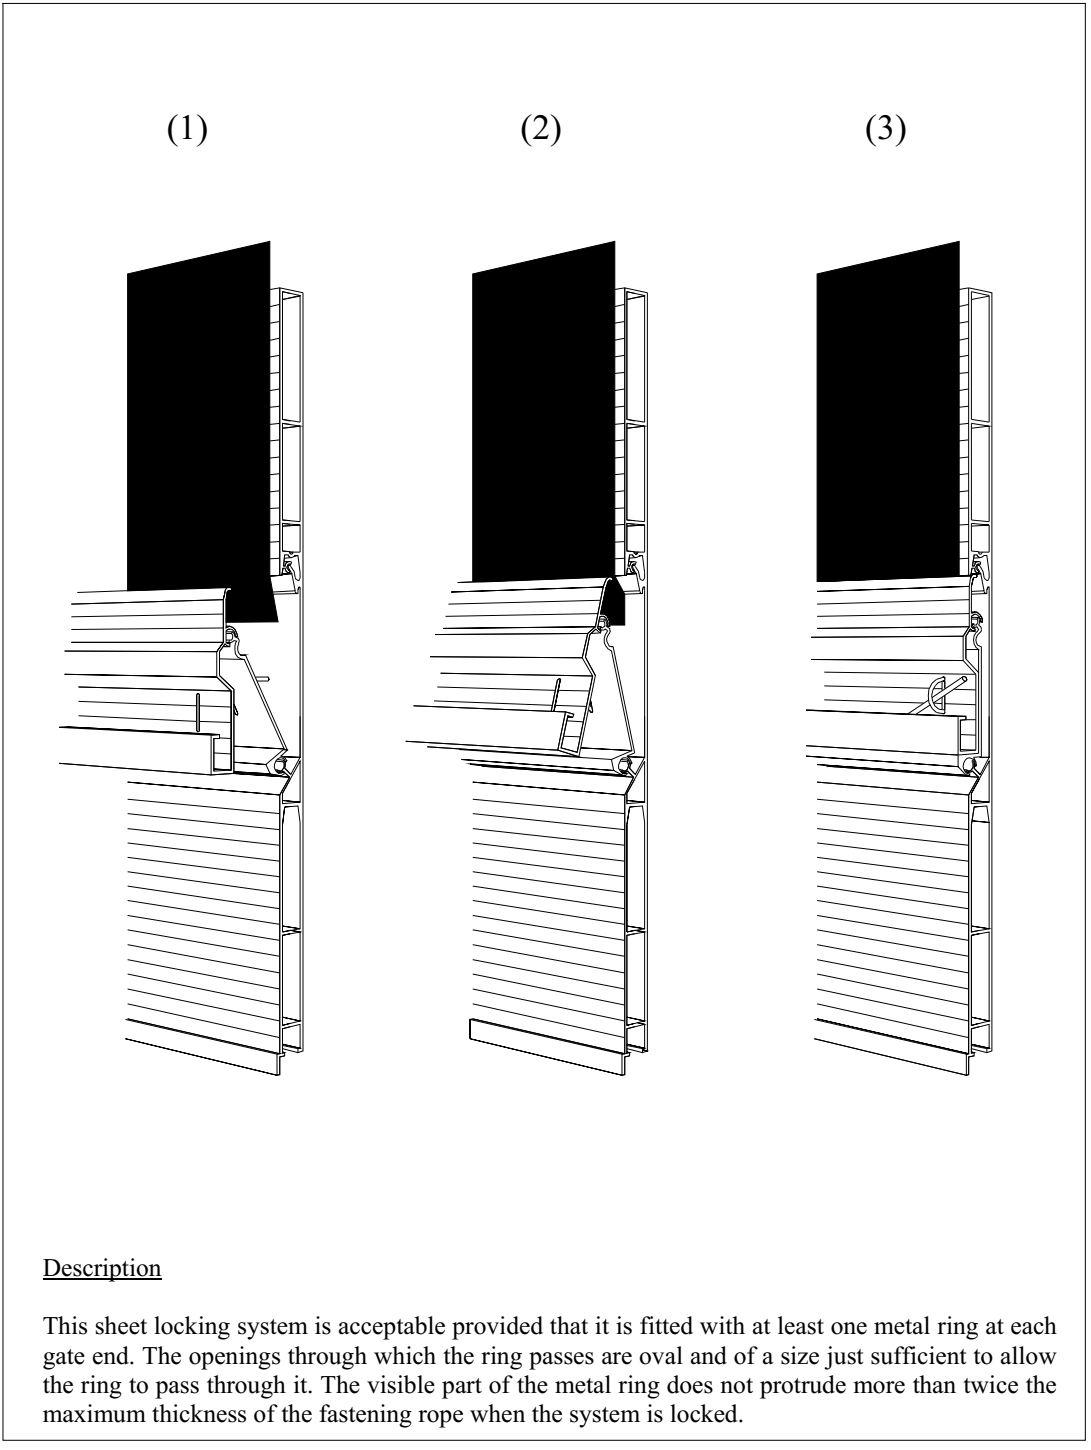 (1) (2) (3)
Description
This sheet locking system is acceptable provided that it is fitted with at least one metal ring at each
gate end. The openings through which the ring passes are oval and of a size just sufficient to allow
the ring to pass through it. The visible part of the metal ring does not protrude more than twice the
maximum thickness of the fastening rope when the system is locked.